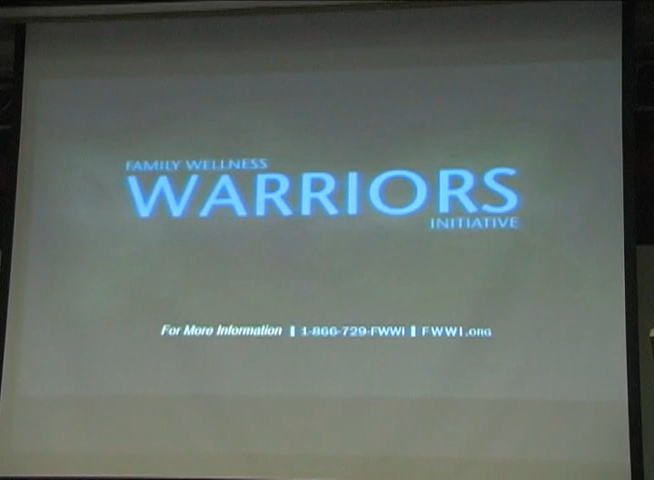 FAMILY WELLNESS
WARRIORS
INITIATIVE
For More Information | 1-866-729-FWWI | FWWI.ORG